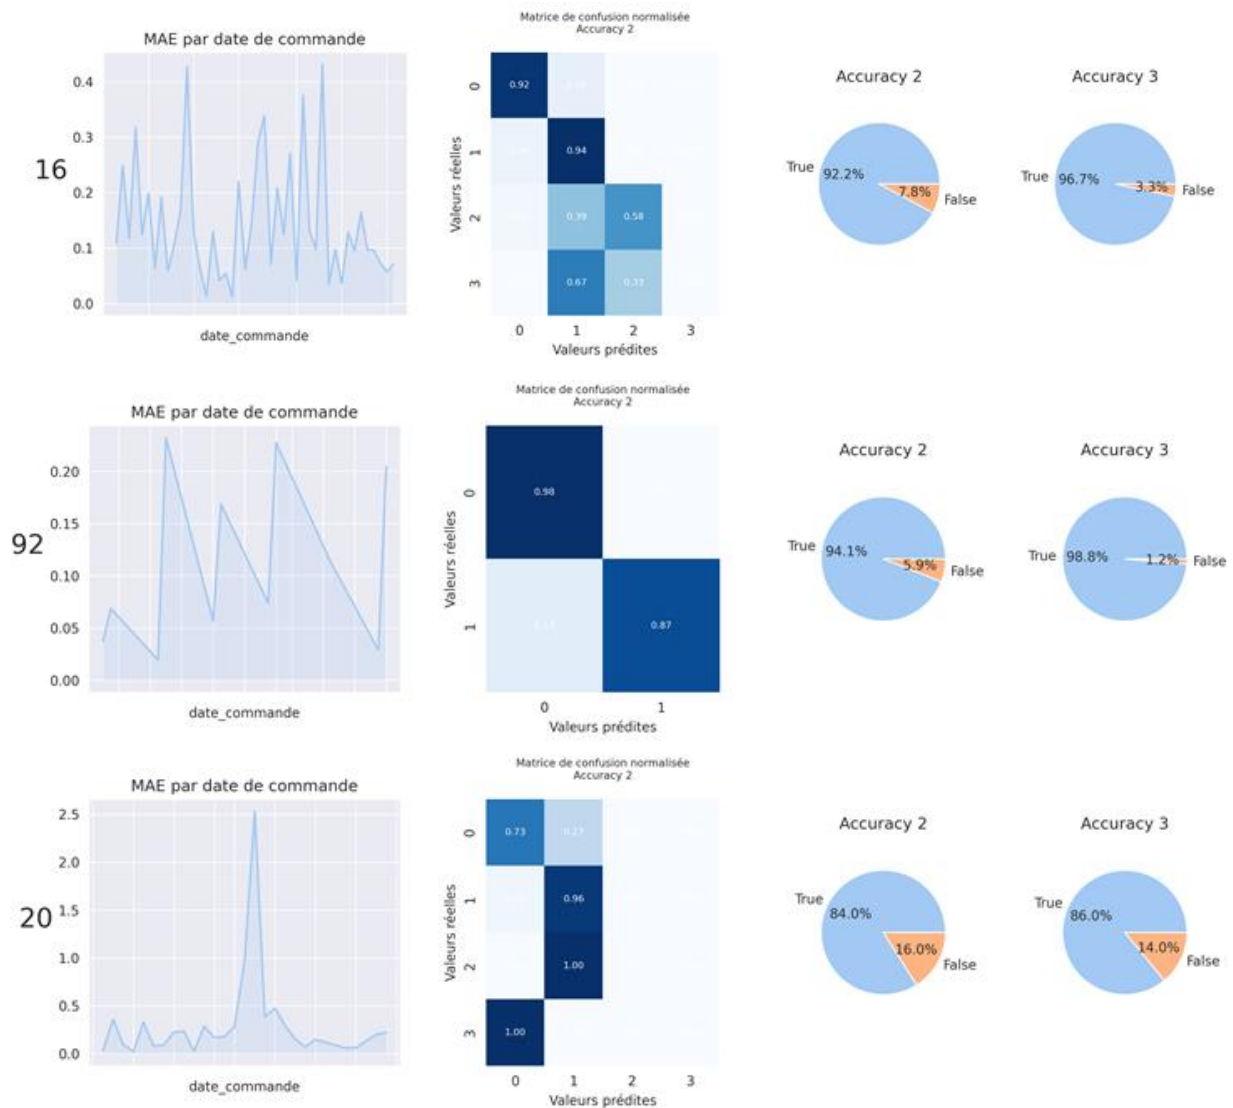 16
MAE par date de commande
0.4
0.3
0.2
0.1
0.0
date_commande
Matrice de confusion normalisée
Accuracy 2
Valeurs réelles
0
1
2
3
0.92
0.94
0.39
0.58
0.67
0.33
0
1
2
3
Valeurs prédites
Accuracy 2
True
92.2%
7.8%
False
Accuracy 3
True
96.7%
3.3%
False
92
MAE par date de commande
0.20
0.15
0.10
0.05
0.00
date_commande
Matrice de confusion normalisée
Accuracy 2
Valeurs réelles
0
1
0.98
0.87
0
1
Valeurs prédites
Accuracy 2
True
94.1%
5.9%
False
Accuracy 3
True
98.8%
1.2%
False
20
MAE par date de commande
2.5
2.0
1.5
1.0
0.5
0.0
date_commande
Matrice de confusion normalisée
Accuracy 2
Valeurs réelles
0
1
2
3
0.73
0.27
0.96
1.00
1.00
0
1
2
3
Valeurs prédites
Accuracy 2
True
84.0%
16.0%
False
Accuracy 3
True
86.0%
14.0%
False